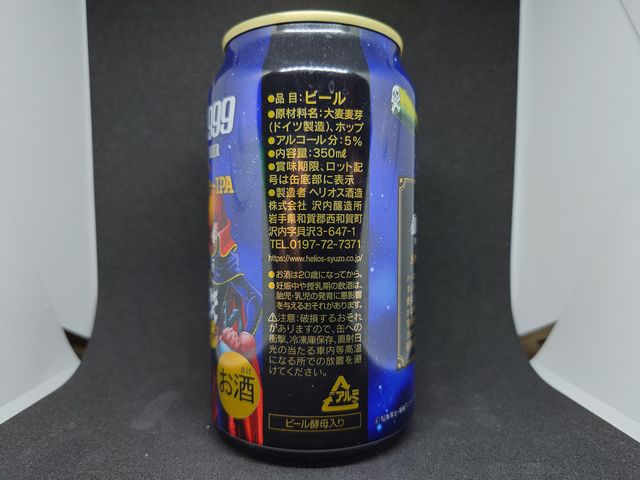 999
IPA
●品目：ビール
●原材料名：大麦麦芽
（ドイツ製造）、ホップ
●アルコール分：5％
●内容量：350㎖
●賞味期限、ロット記
号は缶底部に表示
●製造者 ヘリオス酒造
株式会社 沢内醸造所
岩手県和賀郡西和賀町
沢内字貝沢3-647-1
TEL.0197-72-7371
https://www.helios-syuzo.co.jp/
●お酒は20歳になってから。
●妊娠中や授乳期の飲酒は、
胎児・乳児の発育に悪影響
を与えるおそれがあります。
⚠注意：破損するおそれ
がありますので、缶への
衝撃、冷凍庫保存、直射日
光の当たる車内等高温
になる所での放置を避
けてください。
さけ
お酒
アルミ
ビール酵母入り